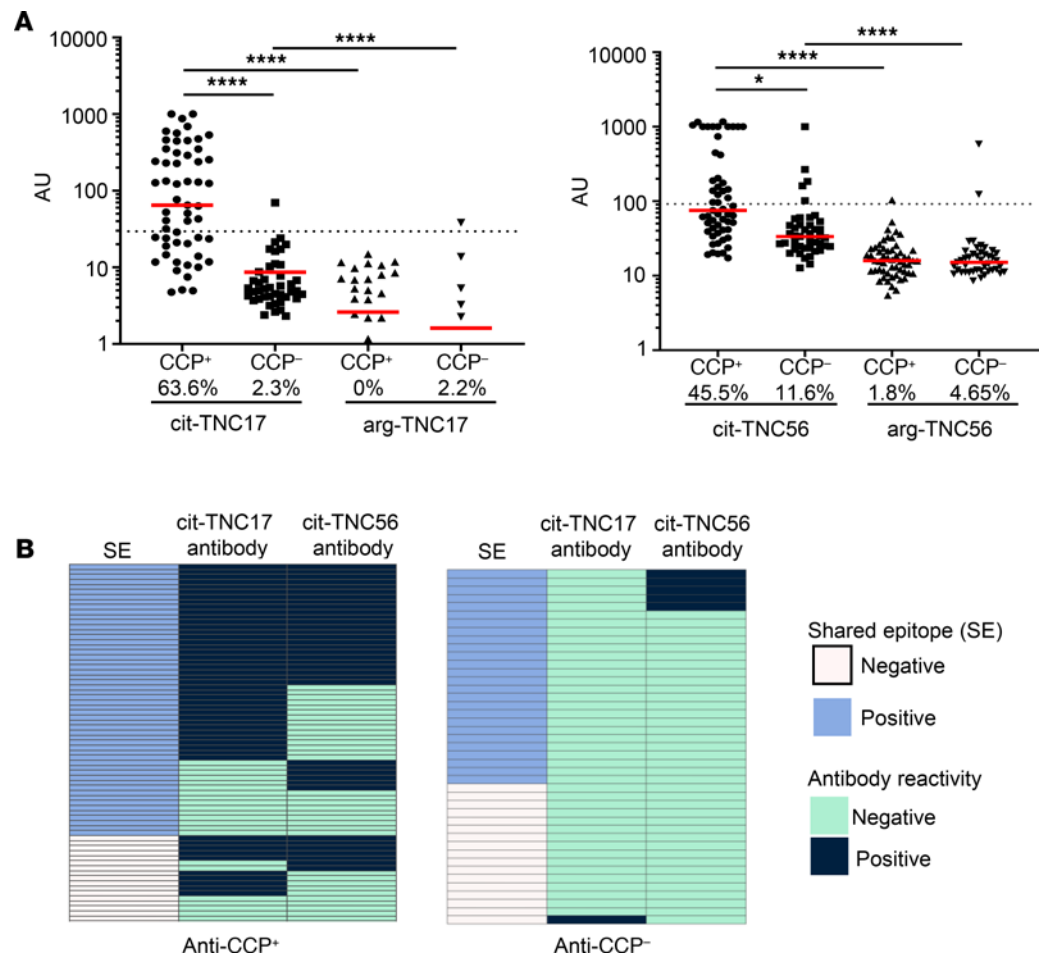 A
10000
1000
100
10
1
AU
****
****
****
CCP⁺
CCP⁻
CCP⁺
CCP⁻
63.6%
2.3%
0%
2.2%
cit-TNC17
arg-TNC17
10000
1000
100
10
1
AU
****
****
*
CCP⁺
CCP⁻
CCP⁺
CCP⁻
45.5%
11.6%
1.8%
4.65%
cit-TNC56
arg-TNC56
B
SE
cit-TNC17
antibody
cit-TNC56
antibody
Anti-CCP⁺
SE
cit-TNC17
antibody
cit-TNC56
antibody
Anti-CCP⁻
Shared epitope (SE)
Negative
Positive
Antibody reactivity
Negative
Positive